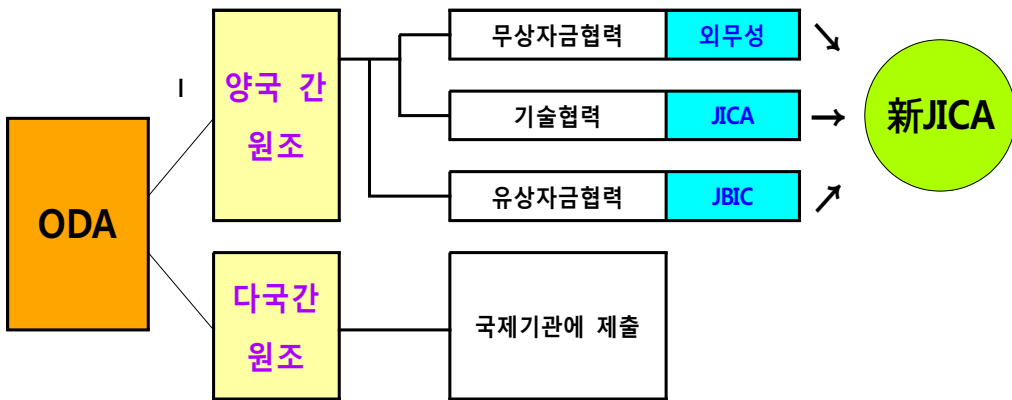 ODA
I
양국 간
원조
무상자금협력 외무성 ↘
기술협력 JICA →
유상자금협력 JBIC ↗
新JICA
다국간
원조
국제기관에 제출